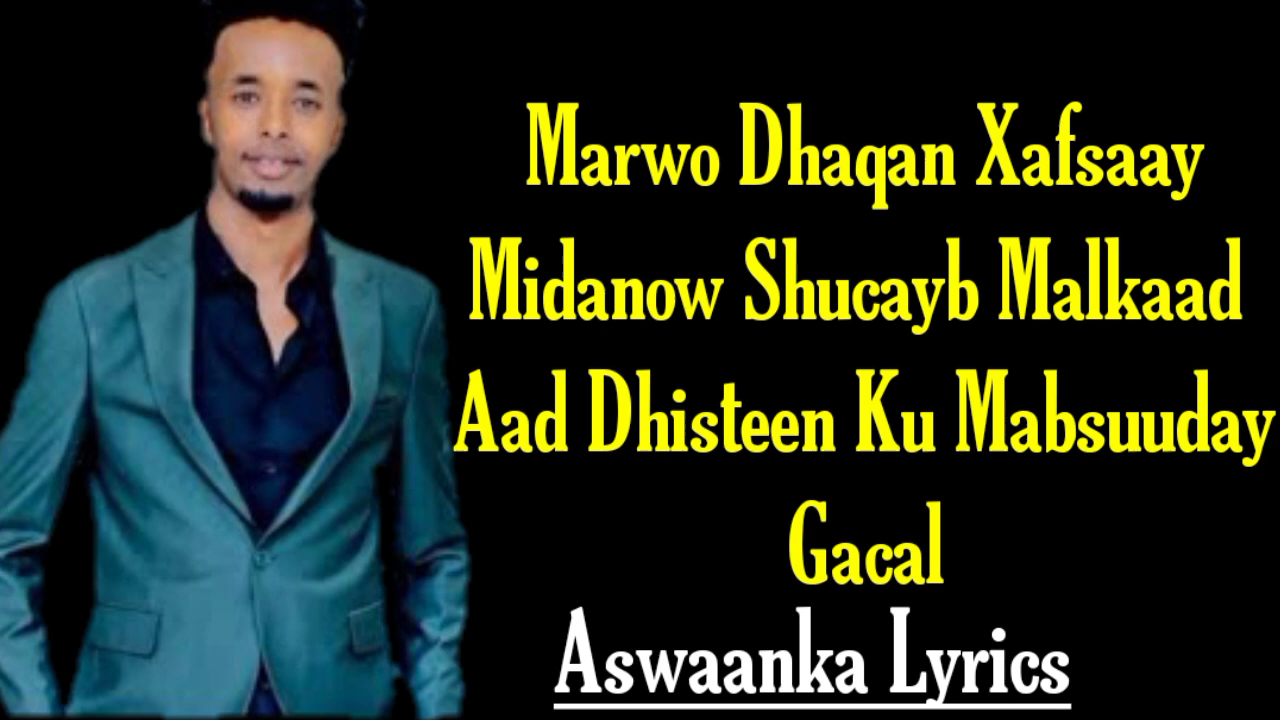 Marwo Dhaqan Xafsaay
Midanow Shucayb Malkaad
Aad Dhisteen Ku Mabsuuday
Gacal
Aswaanka Lyrics